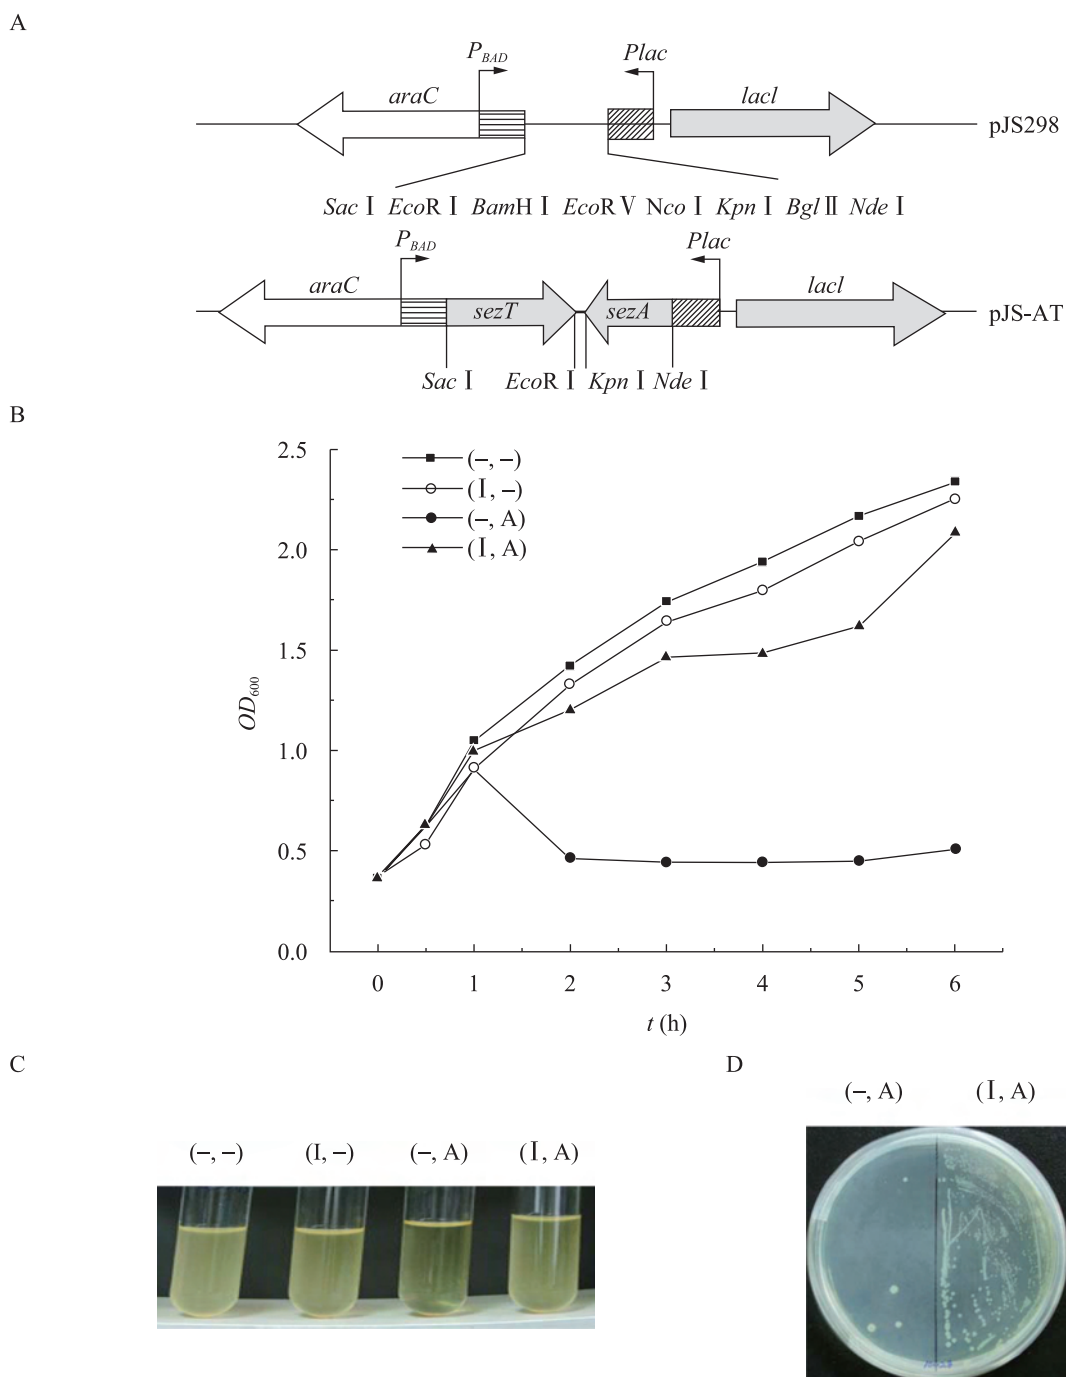 A
P_BAD Plac
araC lacI pJS298
Sac Ⅰ EcoR Ⅰ BamH Ⅰ EcoR Ⅴ Nco Ⅰ Kpn Ⅰ Bgl Ⅱ Nde Ⅰ
P_BAD Plac
araC sezT sezA lacI pJS-AT
Sac Ⅰ EcoR Ⅰ Kpn Ⅰ Nde Ⅰ
B
(–, –)
(Ⅰ, –)
(–, A)
(Ⅰ, A)
2.5
2.0
1.5
1.0
0.5
0.0
OD600
0 1 2 3 4 5 6
t (h)
C
(–, –) (I, –) (–, A) (Ⅰ, A)
D
(–, A) (Ⅰ, A)